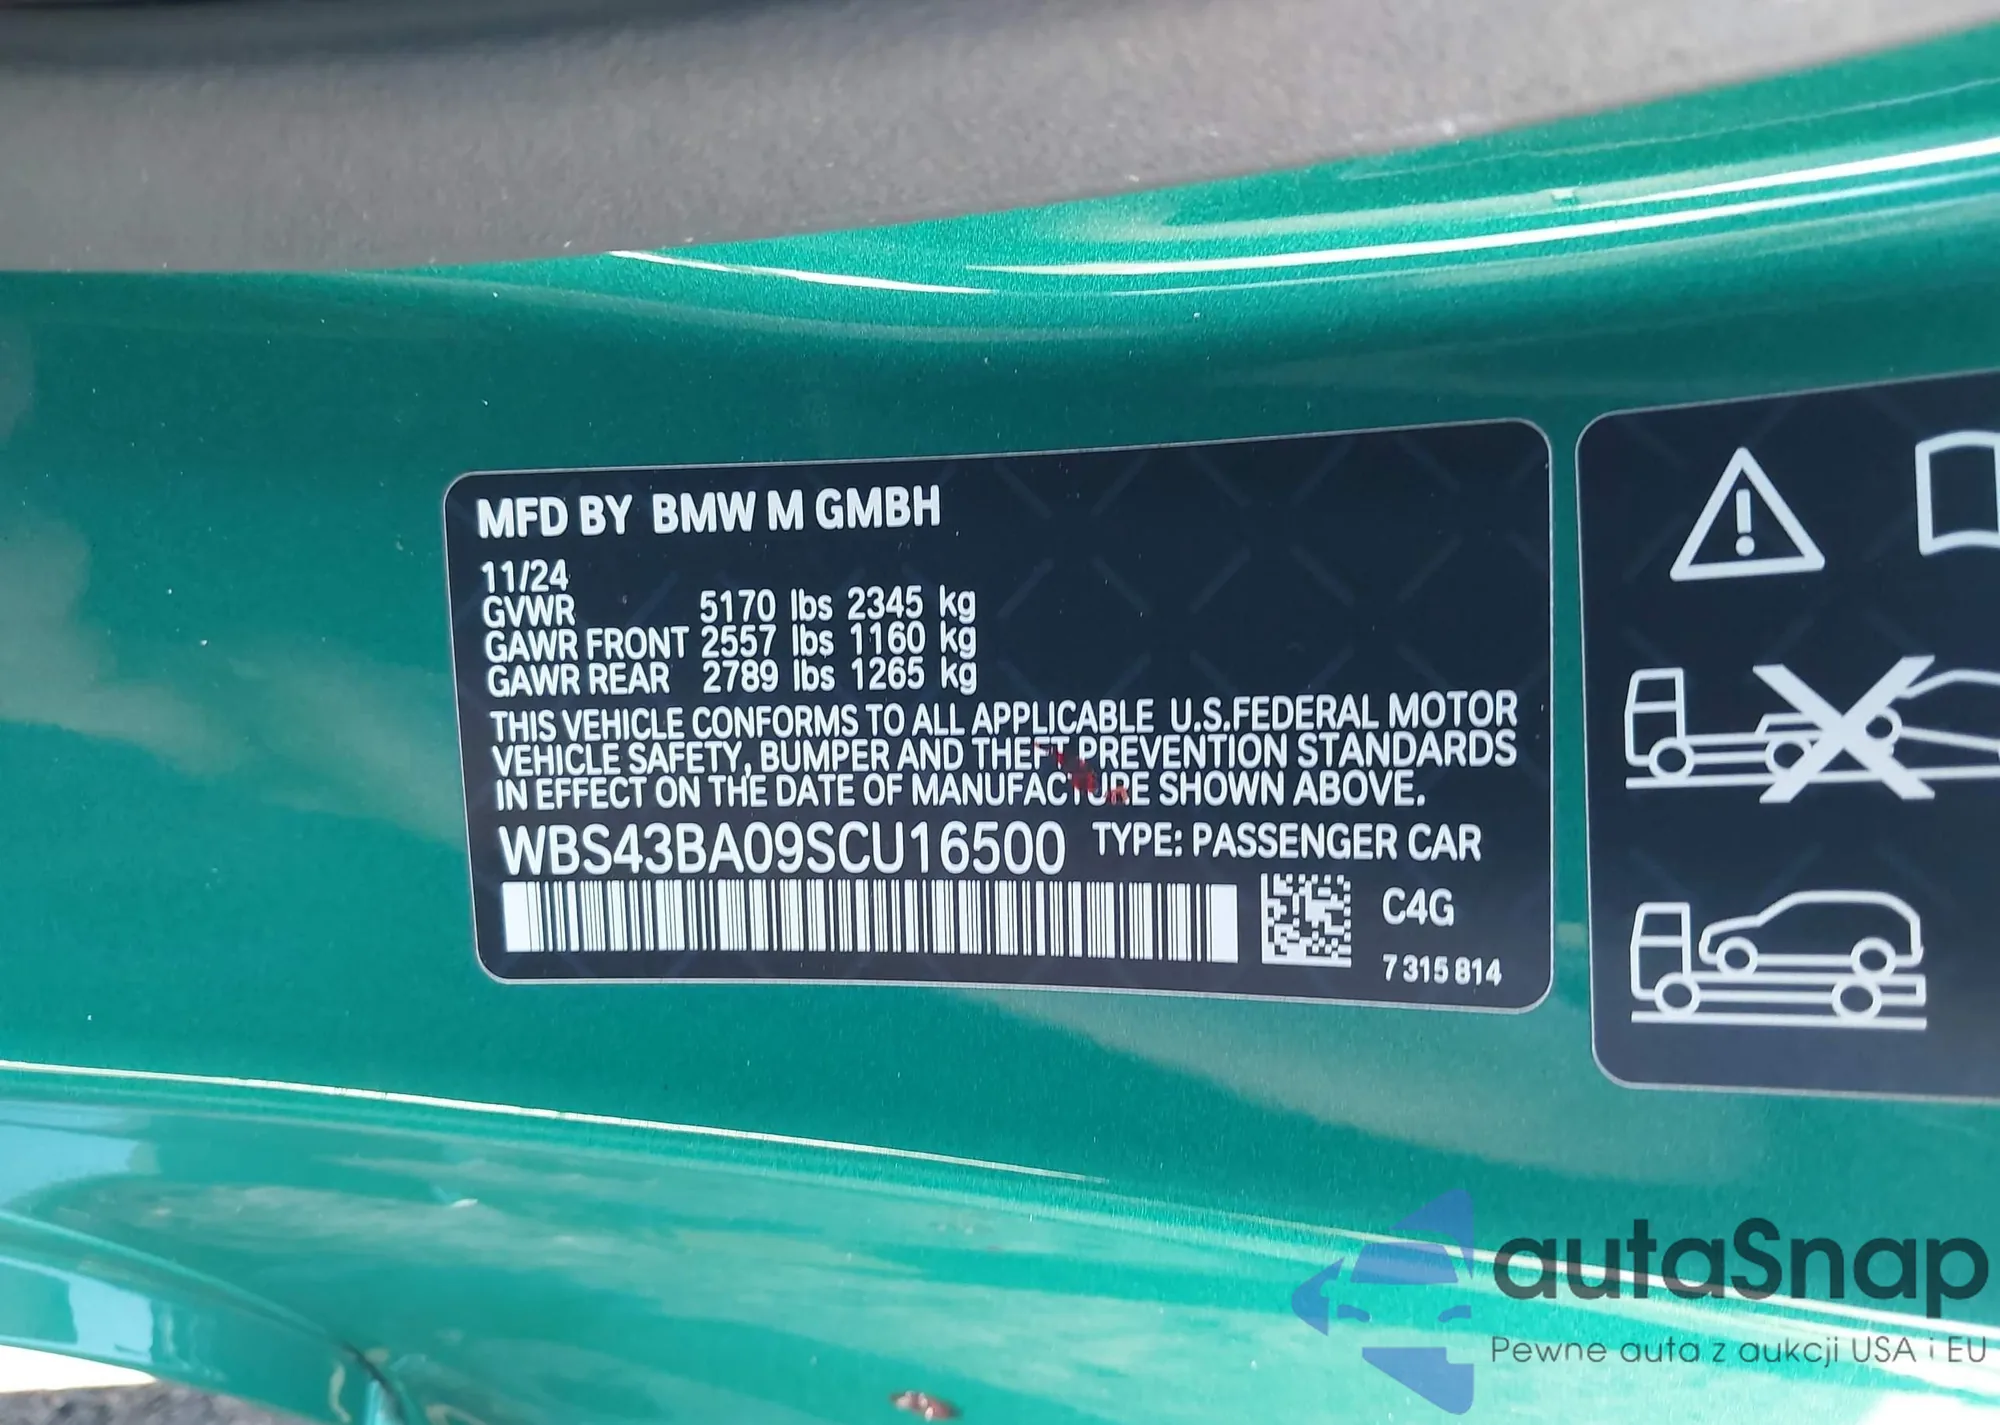 MFD BY BMW M GMBH
11/24
GVWR 5170 lbs 2345 kg
GAWR FRONT 2557 lbs 1160 kg
GAWR REAR 2789 lbs 1265 kg
THIS VEHICLE CONFORMS TO ALL APPLICABLE U.S.FEDERAL MOTOR
VEHICLE SAFETY, BUMPER AND THEFT PREVENTION STANDARDS
IN EFFECT ON THE DATE OF MANUFACTURE SHOWN ABOVE.
WBS43BA09SCU16500 TYPE: PASSENGER CAR
C4G
7 315 814
autaSnap
Pewne auta z aukcji USA i EU